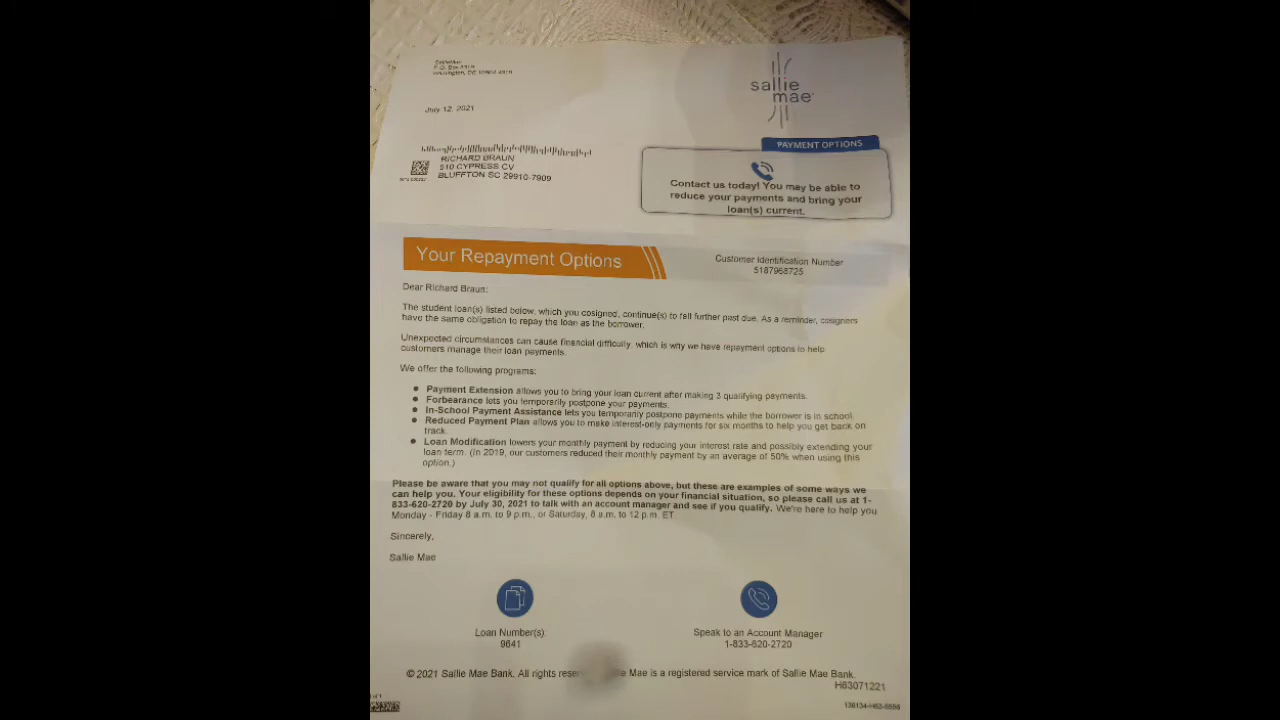 SallieMae
P.O. Box
Wilmington, DE
sallie
mae
July 12, 2021
PAYMENT OPTIONS
RICHARD BRAUN
510 CYPRESS CV
BLUFFTON SC 29910-7909
Contact us today! You may be able to
reduce your payments and bring your
loan(s) current.
Your Repayment Options
Customer Identification Number
5187968725
Dear Richard Braun:
The student loan(s) listed below, which you cosigned, continue(s) to fall further past due. As a reminder, cosigners
have the same obligation to repay the loan as the borrower.
Unexpected circumstances can cause financial difficulty, which is why we have repayment options to help
customers manage their loan payments.
We offer the following programs:
● Payment Extension allows you to bring your loan current after making 3 qualifying payments.
● Forbearance lets you temporarily postpone your payments.
● In-School Payment Assistance lets you temporarily postpone payments while the borrower is in school.
● Reduced Payment Plan allows you to make interest-only payments for six months to help you get back on
track.
● Loan Modification lowers your monthly payment by reducing your interest rate and possibly extending your
loan term. (In 2019, our customers reduced their monthly payment by an average of 50% when using this
option.)
Please be aware that you may not qualify for all options above, but these are examples of some ways we
can help you. Your eligibility for these options depends on your financial situation, so please call us at 1-
833-620-2720 by July 30, 2021 to talk with an account manager and see if you qualify. We're here to help you
Monday - Friday 8 a.m. to 9 p.m., or Saturday, 8 a.m. to 12 p.m. ET
Sincerely,
Sallie Mae
Loan Number(s):
9641
Speak to an Account Manager
1-833-620-2720
© 2021 Sallie Mae Bank. All rights Mae is a registered service mark of Sallie Mae Bank.
H63071221